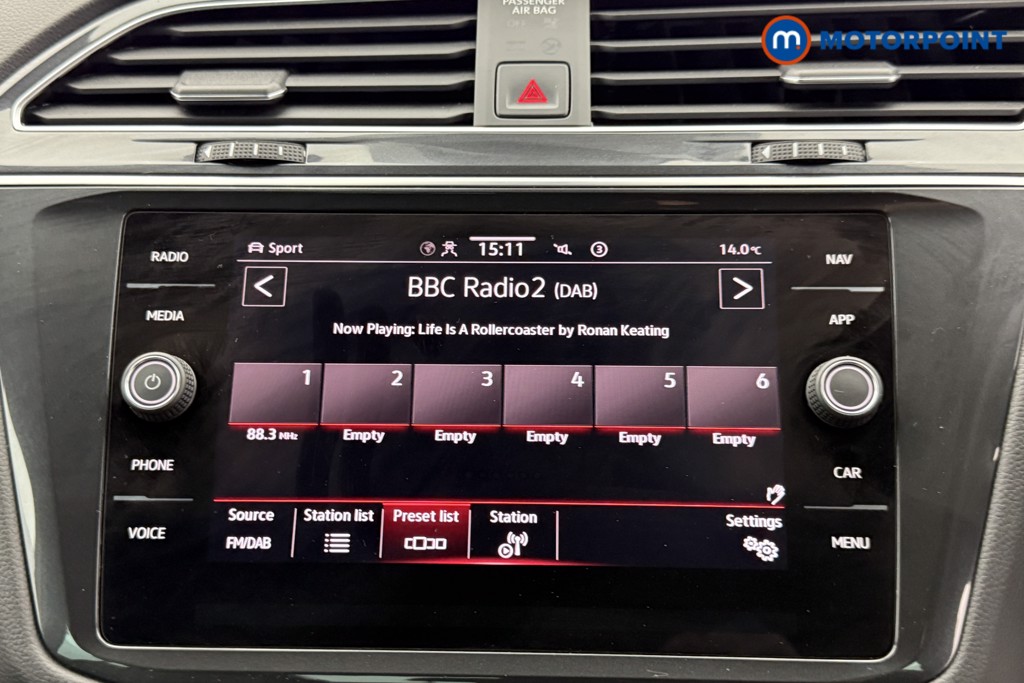 PASSENGER
AIR BAG
m MOTORPOINT
RADIO
MEDIA
PHONE
VOICE
Sport
15:11
3
14.0°C
< BBC Radio2 (DAB) >
Now Playing: Life Is A Rollercoaster by Ronan Keating
1 2 3 4 5 6
88.3 MHz Empty Empty Empty Empty Empty
Source Station list Preset list Station Settings
FM/DAB
NAV
APP
CAR
MENU